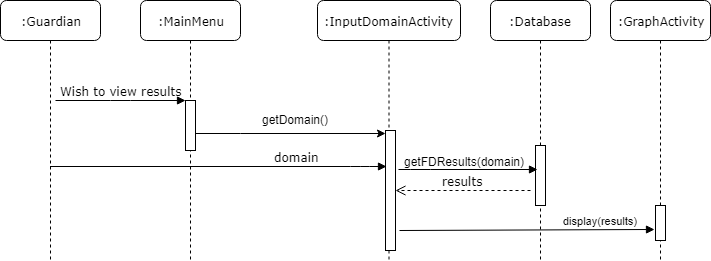 :Guardian
:MainMenu
:InputDomainActivity
:Database
:GraphActivity
Wish to view results
getDomain()
domain
getFDResults(domain)
results
display(results)